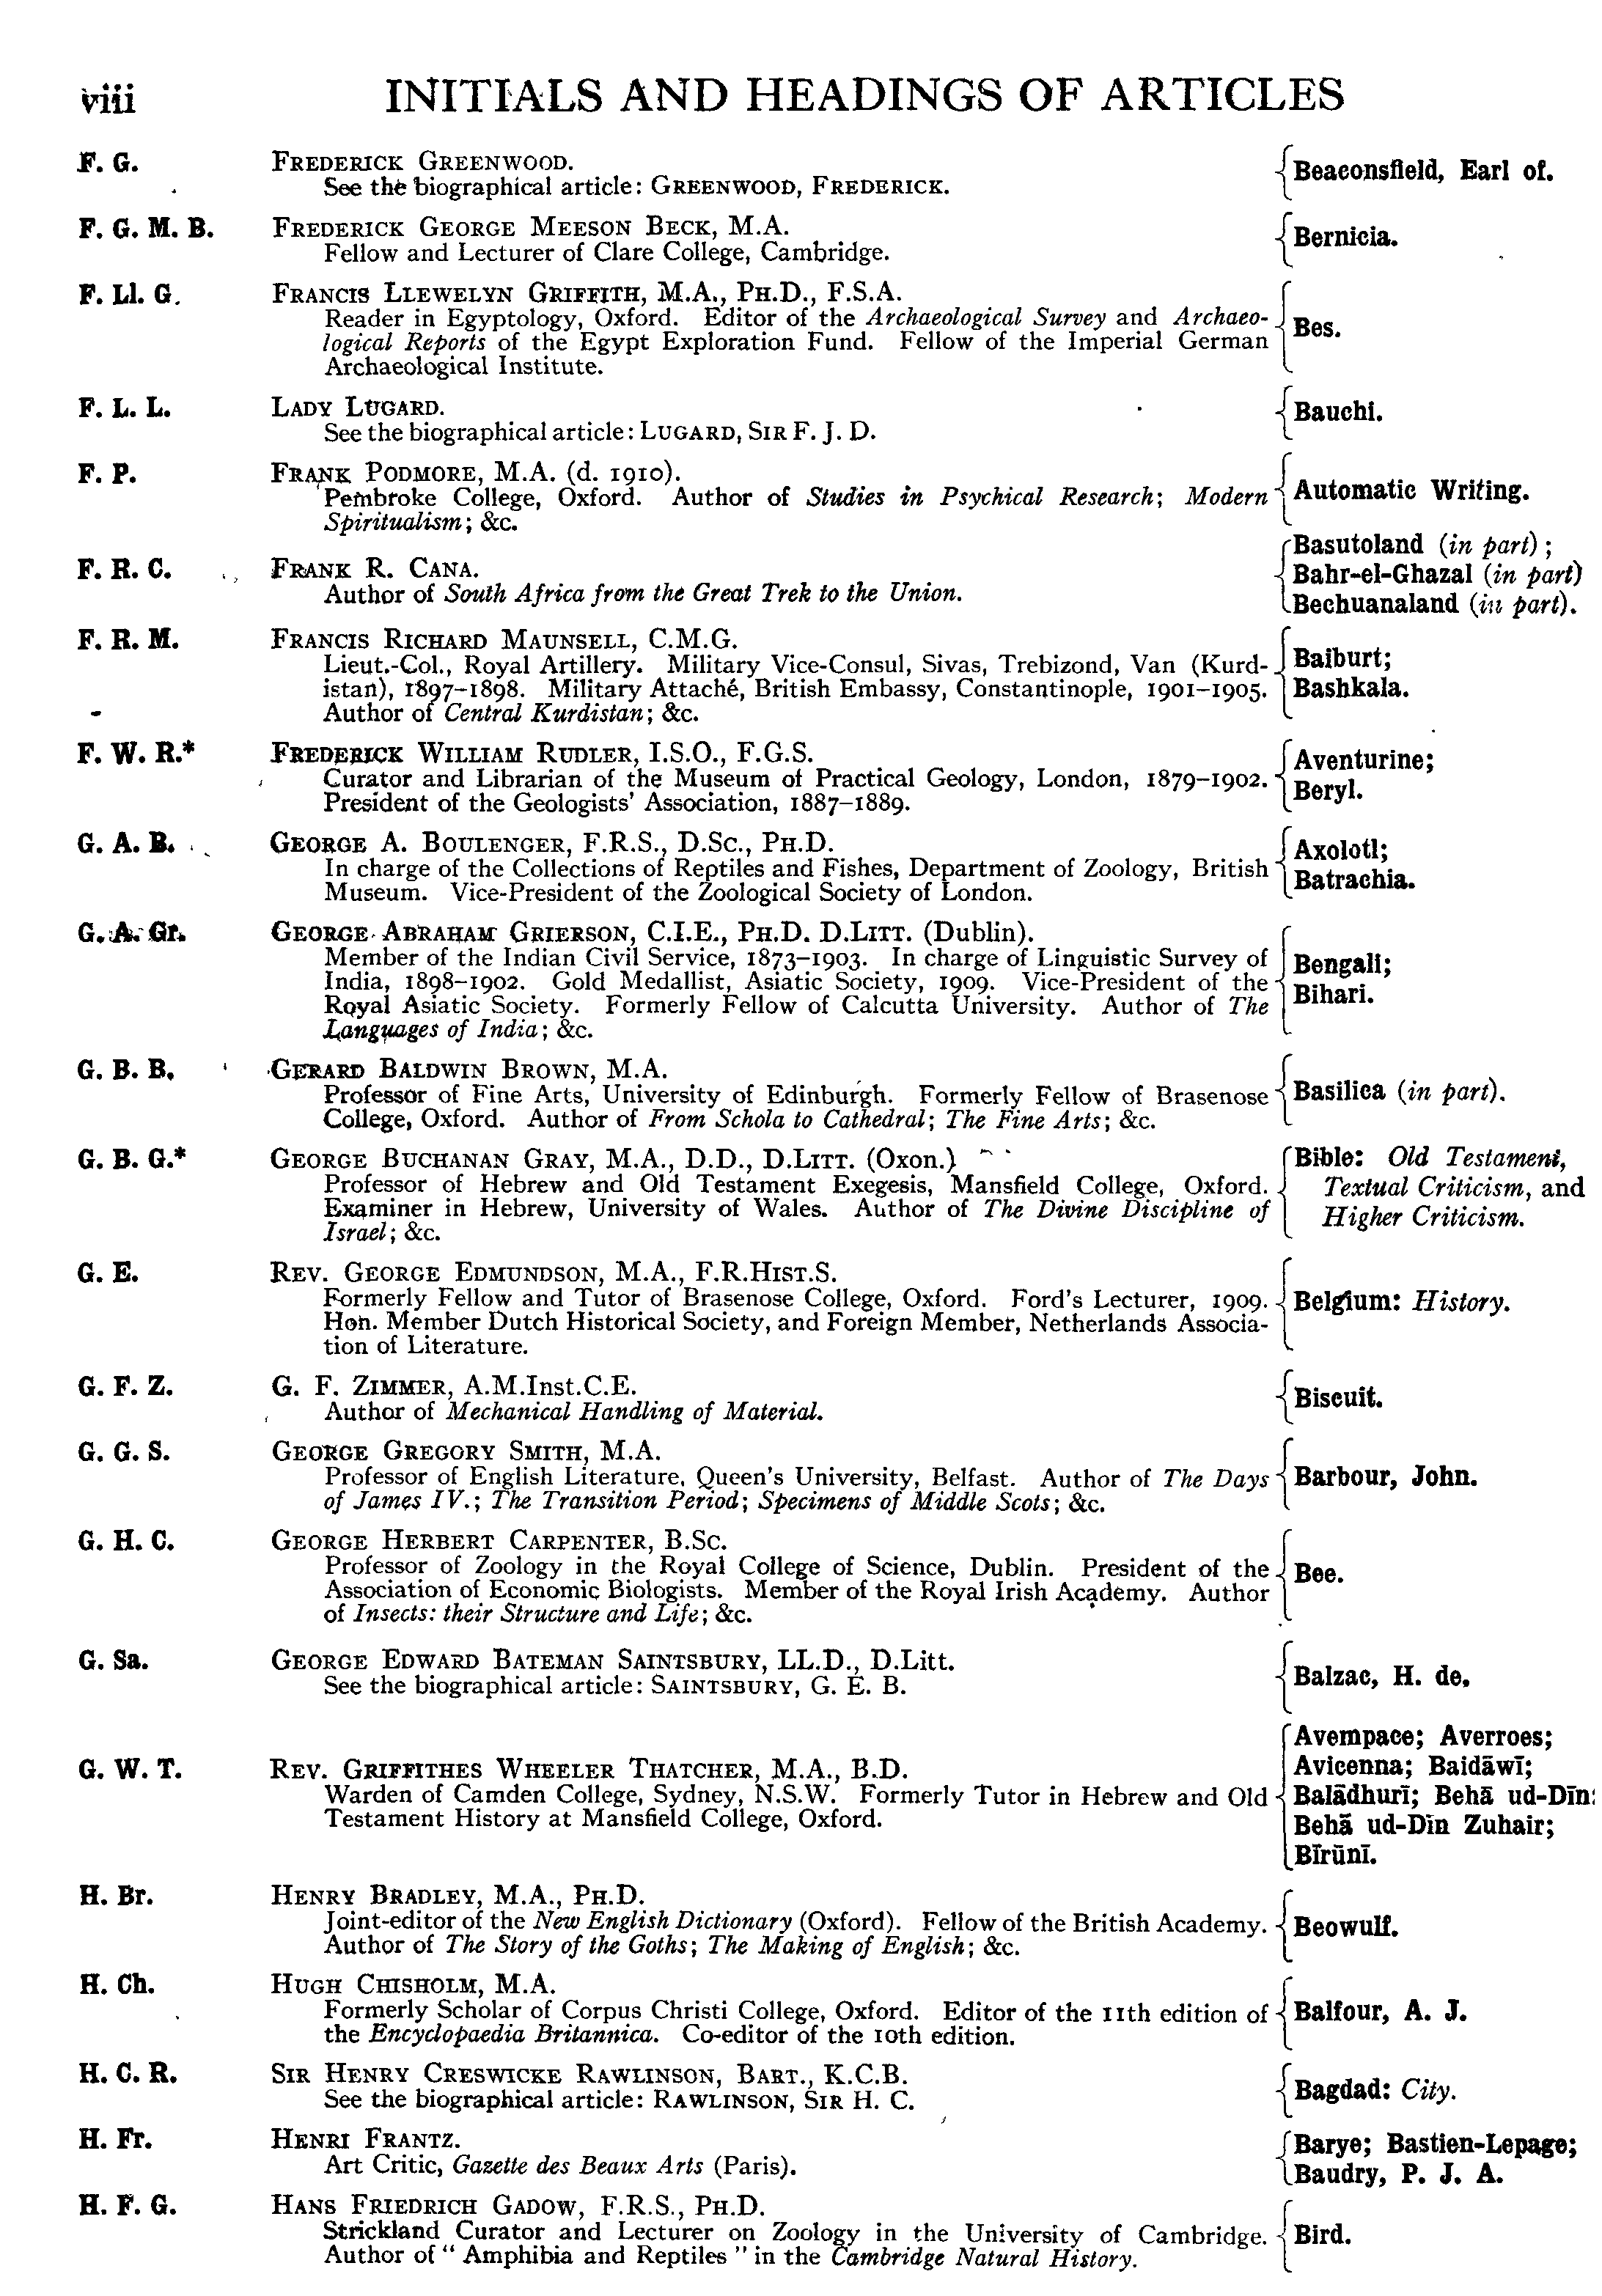 viii INITIALS AND HEADINGS OF ARTICLES
F. G. FREDERICK GREENWOOD.
See the biographical article: GREENWOOD, FREDERICK.
Beaconsfield, Earl of.
F. G. M. B. FREDERICK GEORGE MEESON BECK, M.A.
Fellow and Lecturer of Clare College, Cambridge.
Bernicia.
F. Ll. G. FRANCIS LLEWELYN GRIFFITH, M.A., PH.D., F.S.A.
Reader in Egyptology, Oxford. Editor of the Archaeological Survey and Archaeo-
logical Reports of the Egypt Exploration Fund. Fellow of the Imperial German
Archaeological Institute.
Bes.
F. L. L. LADY LUGARD.
See the biographical article: LUGARD, SIR F. J. D.
Bauchi.
F. P. FRANK PODMORE, M.A. (d. 1910).
Pembroke College, Oxford. Author of Studies in Psychical Research; Modern
Spiritualism; &c.
Automatic Writing.
F. R. C. FRANK R. CANA.
Author of South Africa from the Great Trek to the Union.
Basutoland (in part);
Bahr-el-Ghazal (in part)
Bechuanaland (in part).
F. R. M. FRANCIS RICHARD MAUNSELL, C.M.G.
Lieut.-Col., Royal Artillery. Military Vice-Consul, Sivas, Trebizond, Van (Kurd-
istan), 1897–1898. Military Attaché, British Embassy, Constantinople, 1901–1905.
Author of Central Kurdistan; &c.
Baiburt;
Bashkala.
F. W. R.* FREDERICK WILLIAM RUDLER, I.S.O., F.G.S.
Curator and Librarian of the Museum of Practical Geology, London, 1879–1902.
President of the Geologists' Association, 1887–1889.
Aventurine;
Beryl.
G. A. B. GEORGE A. BOULENGER, F.R.S., D.SC., PH.D.
In charge of the Collections of Reptiles and Fishes, Department of Zoology, British
Museum. Vice-President of the Zoological Society of London.
Axolotl;
Batrachia.
G. A. Gr. GEORGE ABRAHAM GRIERSON, C.I.E., PH.D. D.LITT. (Dublin).
Member of the Indian Civil Service, 1873–1903. In charge of Linguistic Survey of
India, 1898–1902. Gold Medallist, Asiatic Society, 1909. Vice-President of the
Royal Asiatic Society. Formerly Fellow of Calcutta University. Author of The
Languages of India; &c.
Bengali;
Bihari.
G. B. B. GERARD BALDWIN BROWN, M.A.
Professor of Fine Arts, University of Edinburgh. Formerly Fellow of Brasenose
College, Oxford. Author of From Schola to Cathedral; The Fine Arts; &c.
Basilica (in part).
G. B. G.* GEORGE BUCHANAN GRAY, M.A., D.D., D.LITT. (Oxon.)
Professor of Hebrew and Old Testament Exegesis, Mansfield College, Oxford.
Examiner in Hebrew, University of Wales. Author of The Divine Discipline of
Israel; &c.
Bible: Old Testament,
Textual Criticism, and
Higher Criticism.
G. E. REV. GEORGE EDMUNDSON, M.A., F.R.HIST.S.
Formerly Fellow and Tutor of Brasenose College, Oxford. Ford's Lecturer, 1909.
Hon. Member Dutch Historical Society, and Foreign Member, Netherlands Associa-
tion of Literature.
Belgium: History.
G. F. Z. G. F. ZIMMER, A.M.Inst.C.E.
Author of Mechanical Handling of Material.
Biscuit.
G. G. S. GEORGE GREGORY SMITH, M.A.
Professor of English Literature, Queen's University, Belfast. Author of The Days
of James IV.; The Transition Period; Specimens of Middle Scots; &c.
Barbour, John.
G. H. C. GEORGE HERBERT CARPENTER, B.SC.
Professor of Zoology in the Royal College of Science, Dublin. President of the
Association of Economic Biologists. Member of the Royal Irish Academy. Author
of Insects: their Structure and Life; &c.
Bee.
G. Sa. GEORGE EDWARD BATEMAN SAINTSBURY, LL.D., D.Litt.
See the biographical article: SAINTSBURY, G. E. B.
Balzac, H. de.
G. W. T. REV. GRIFFITHES WHEELER THATCHER, M.A., B.D.
Warden of Camden College, Sydney, N.S.W. Formerly Tutor in Hebrew and Old
Testament History at Mansfield College, Oxford.
Avempace; Averroes;
Avicenna; Baidāwī;
Balādhurī; Behā ud-Dīn;
Behā ud-Dīn Zuhair;
Bīrūnī.
H. Br. HENRY BRADLEY, M.A., PH.D.
Joint-editor of the New English Dictionary (Oxford). Fellow of the British Academy.
Author of The Story of the Goths; The Making of English; &c.
Beowulf.
H. Ch. HUGH CHISHOLM, M.A.
Formerly Scholar of Corpus Christi College, Oxford. Editor of the 11th edition of
the Encyclopaedia Britannica. Co-editor of the 10th edition.
Balfour, A. J.
H. C. R. SIR HENRY CRESWICKE RAWLINSON, BART., K.C.B.
See the biographical article: RAWLINSON, SIR H. C.
Bagdad: City.
H. Fr. HENRI FRANTZ.
Art Critic, Gazette des Beaux Arts (Paris).
Barye; Bastien-Lepage;
Baudry, P. J. A.
H. F. G. HANS FRIEDRICH GADOW, F.R.S., PH.D.
Strickland Curator and Lecturer on Zoology in the University of Cambridge.
Author of "Amphibia and Reptiles" in the Cambridge Natural History.
Bird.